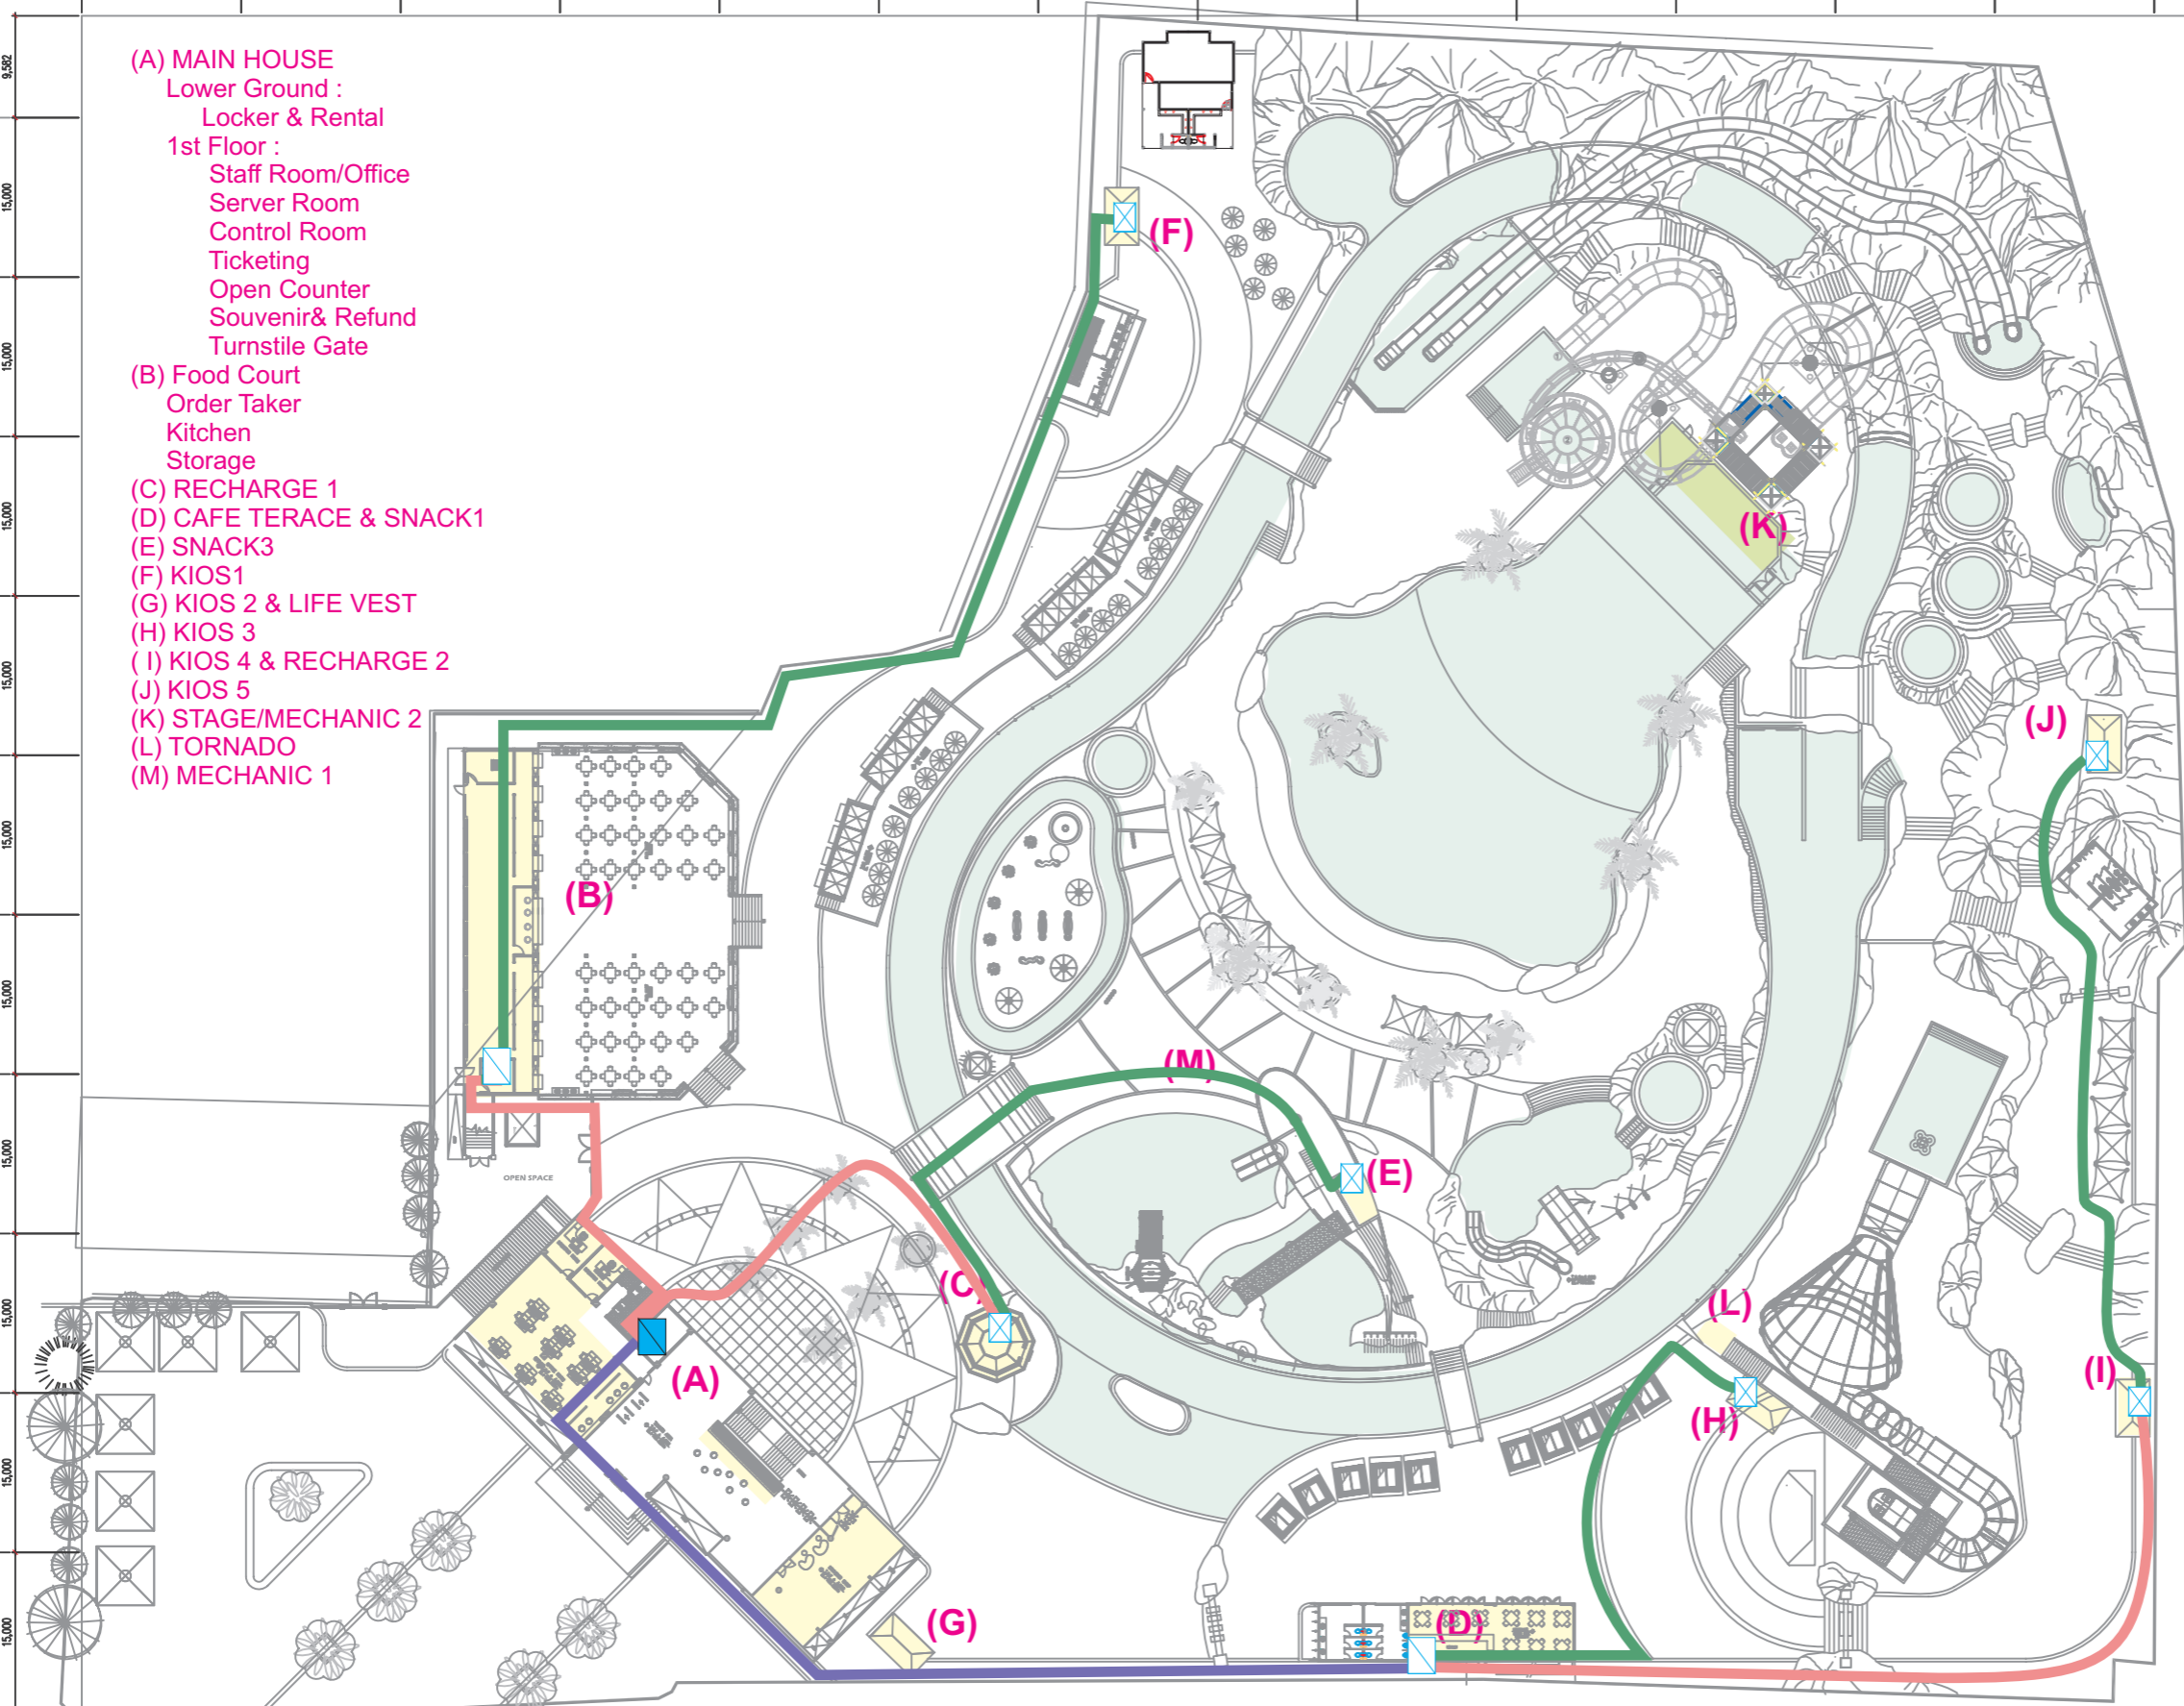 (A) MAIN HOUSE
Lower Ground :
Locker & Rental
1st Floor :
Staff Room/Office
Server Room
Control Room
Ticketing
Open Counter
Souvenir& Refund
Turnstile Gate
(B) Food Court
Order Taker
Kitchen
Storage
(C) RECHARGE 1
(D) CAFE TERACE & SNACK1
(E) SNACK3
(F) KIOS1
(G) KIOS 2 & LIFE VEST
(H) KIOS 3
( I) KIOS 4 & RECHARGE 2
(J) KIOS 5
(K) STAGE/MECHANIC 2
(L) TORNADO
(M) MECHANIC 1
9,582
15,000
15,000
15,000
15,000
15,000
15,000
15,000
15,000
15,000
15,000
(F)
(K)
(J)
(B)
(M)
(E)
OPEN SPACE
(C)
(L)
(A)
(I)
(H)
(G)
(D)